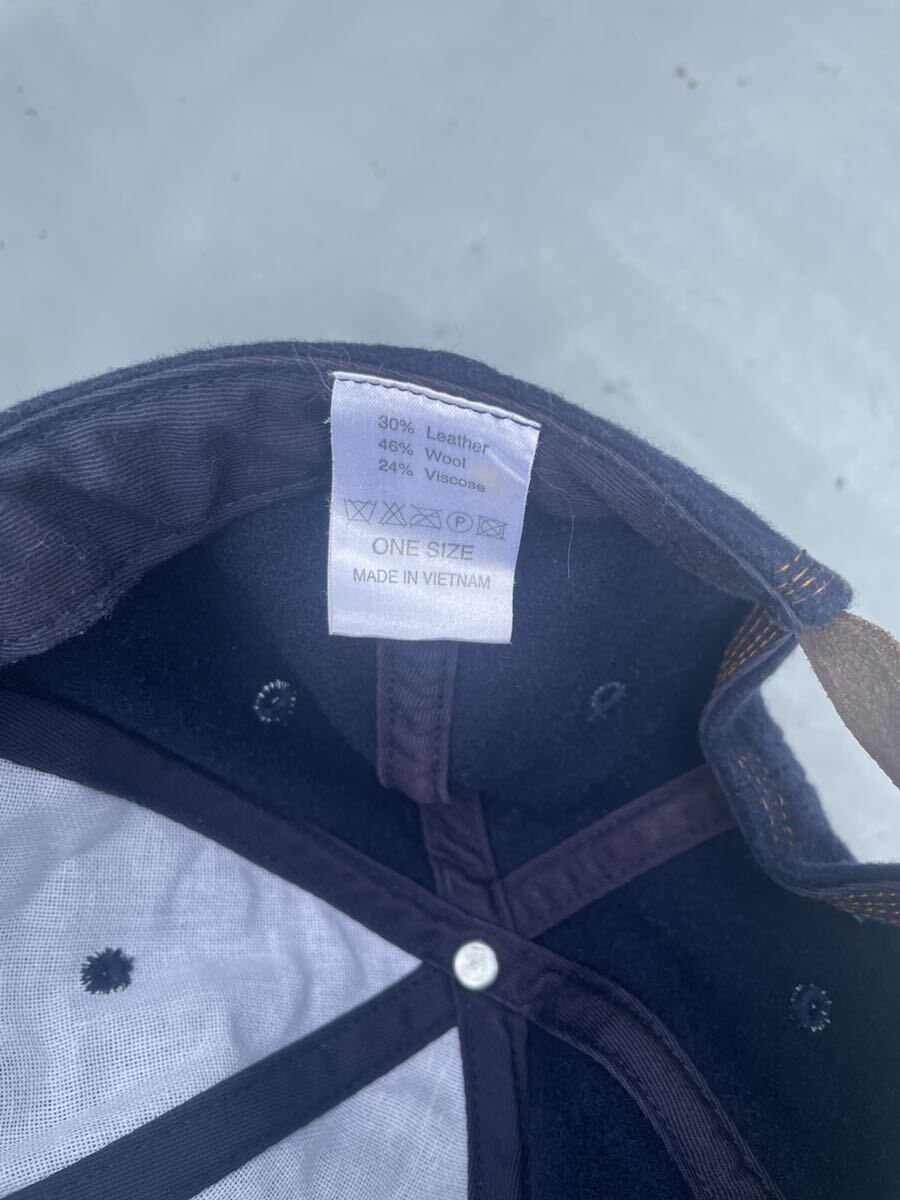 30% Leather
46% Wool
24% Viscose
P
ONE SIZE
MADE IN VIETNAM